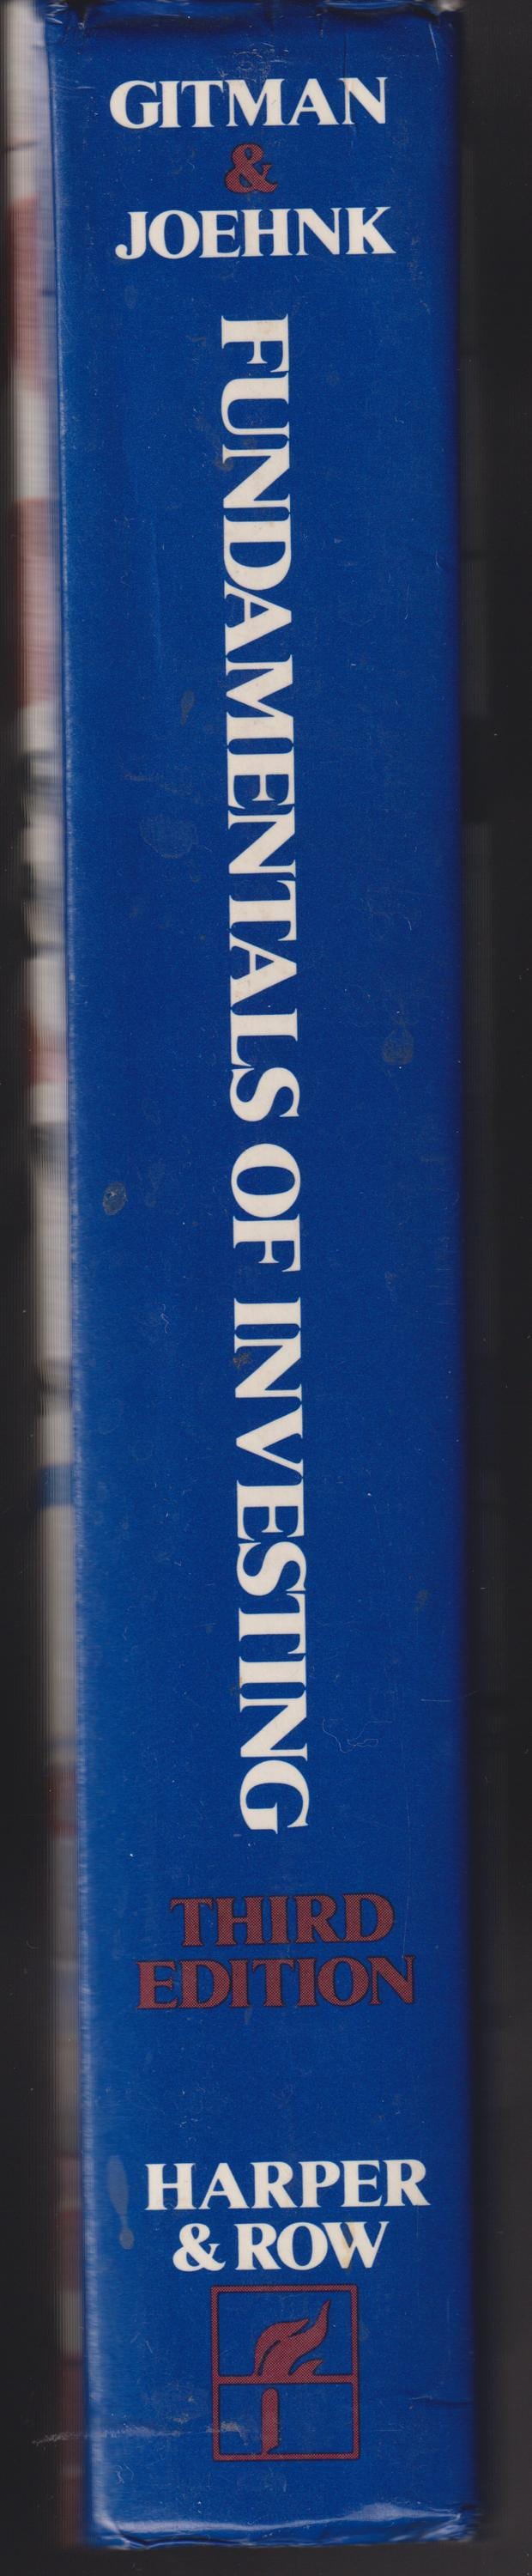 GITMAN
&
JOEHNK
FUNDAMENTALS OF INVESTING
THIRD
EDITION
HARPER
& ROW